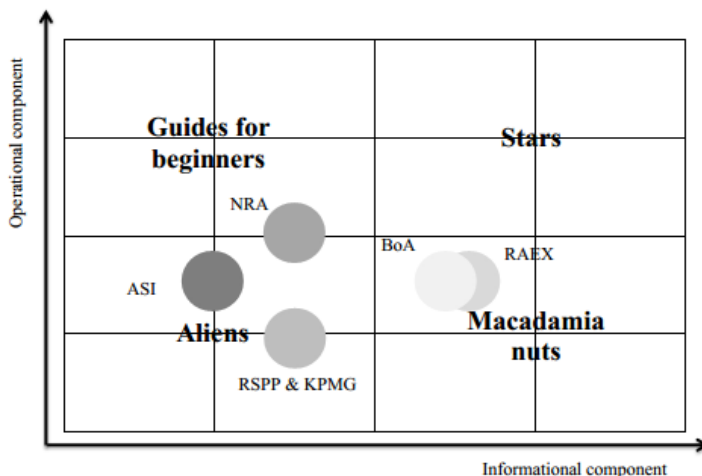 Operational component
Guides for
beginners
Stars
NRA
BoA
RAEX
ASI
Aliens
Macadamia
nuts
RSPP & KPMG
Informational component